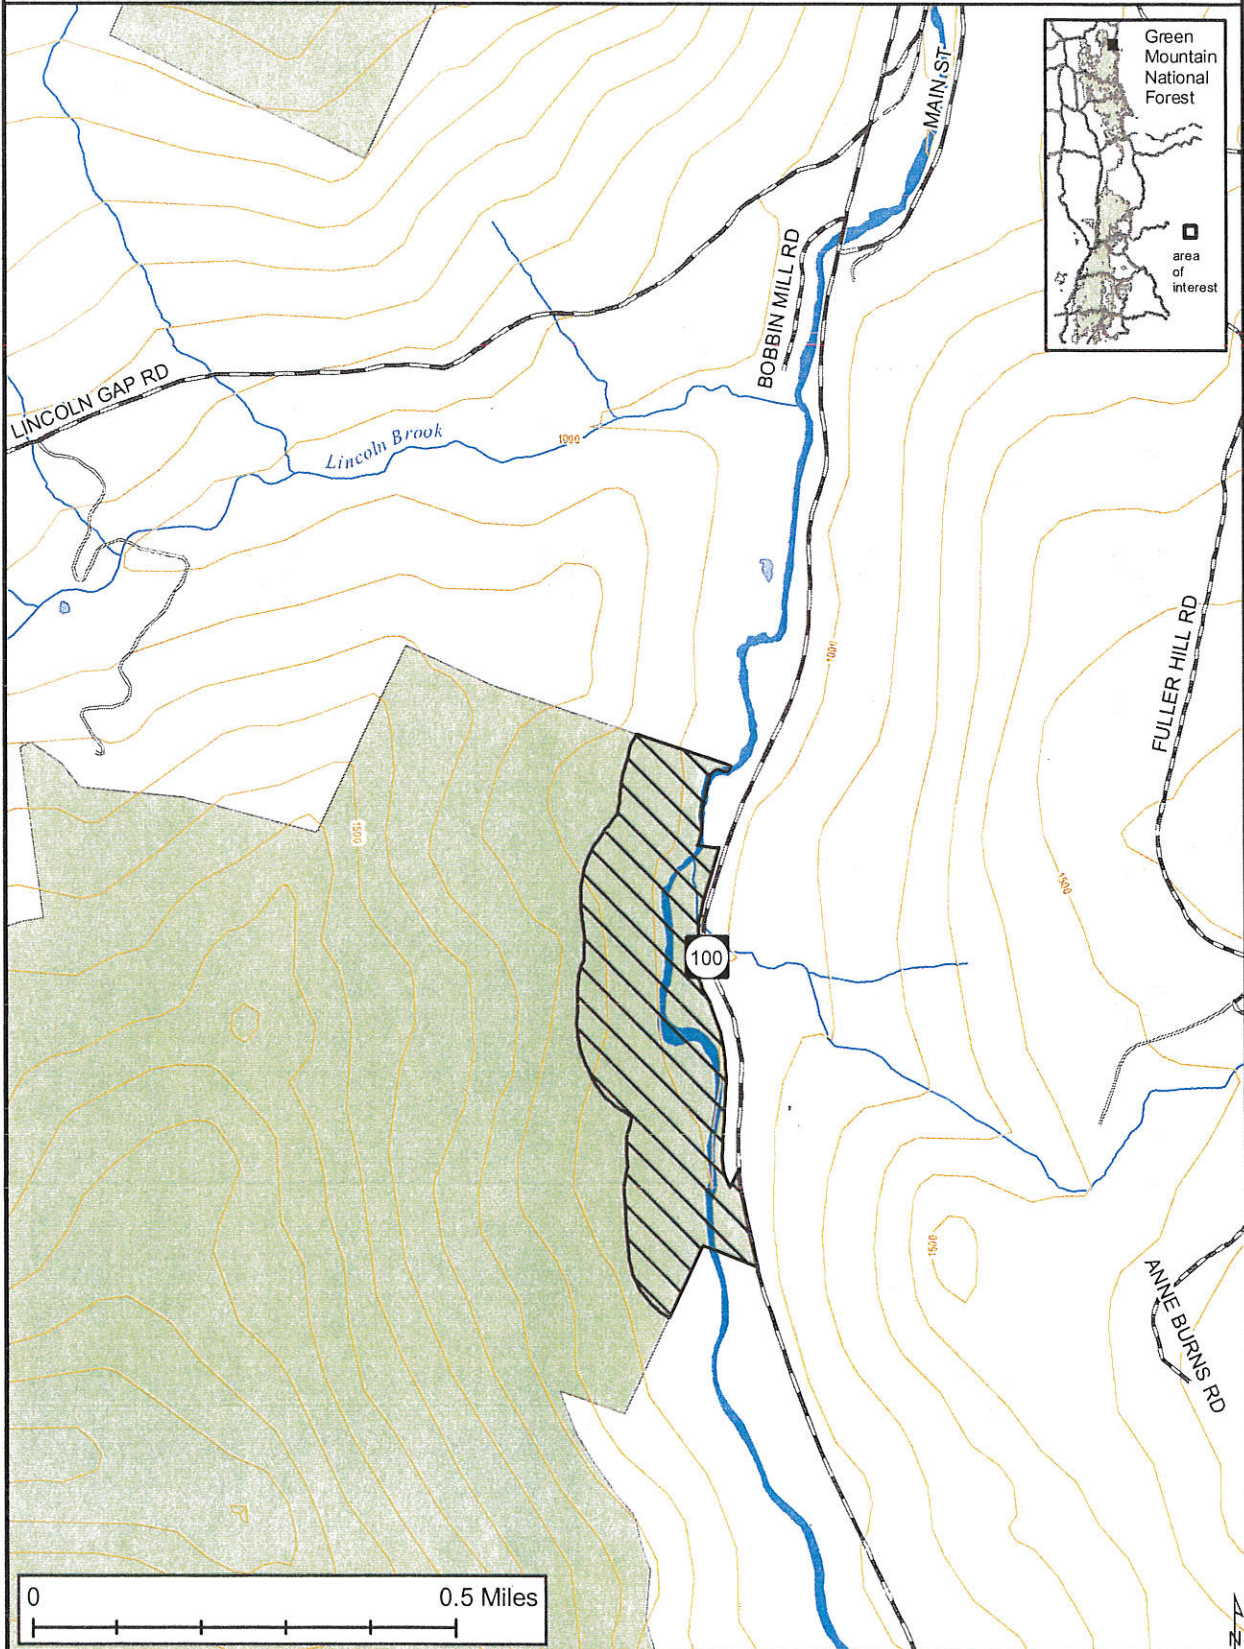 Green
Mountain
National
Forest
area
of
interest
MAIN ST
BOBBIN MILL RD
LINCOLN GAP RD
Lincoln Brook
1000
1000
FULLER HILL RD
1500
1500
100
1500
ANNE BURNS RD
0 0.5 Miles
N